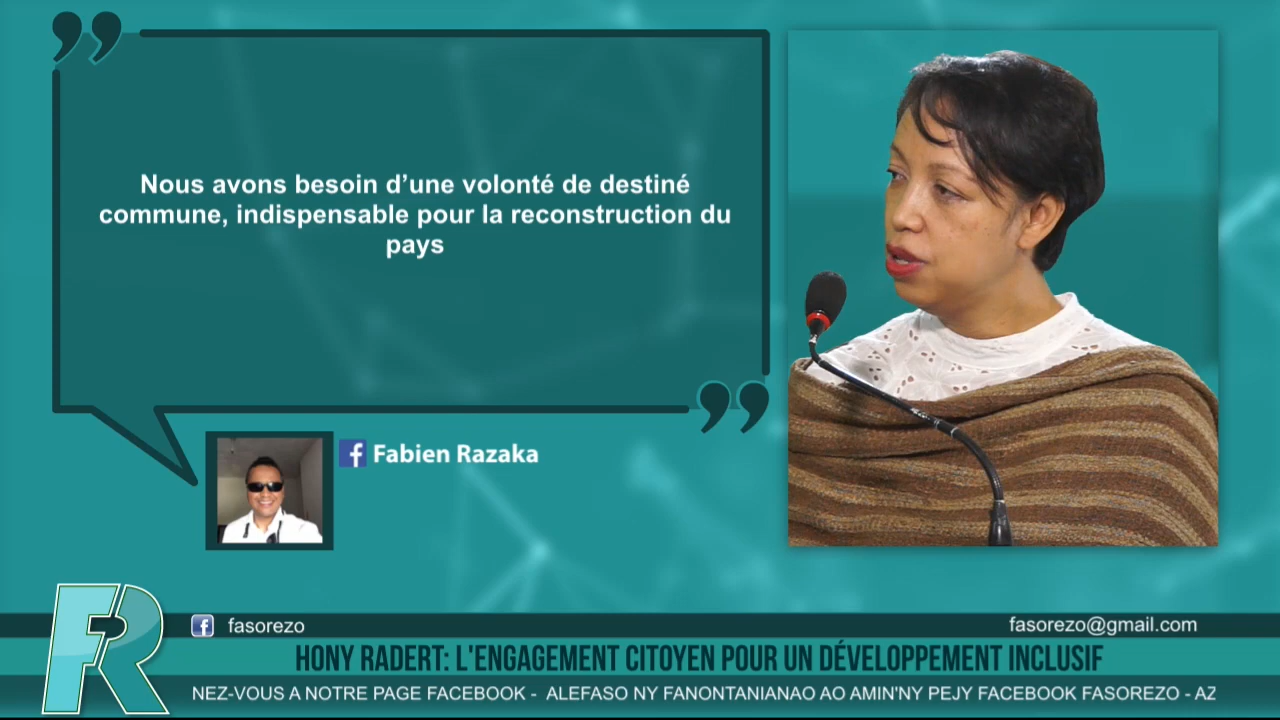 Nous avons besoin d’une volonté de destiné
commune, indispensable pour la reconstruction du
pays
Fabien Razaka
FR
fasorezo
fasorezo@gmail.com
HONY RADERT: L'ENGAGEMENT CITOYEN POUR UN DÉVELOPPEMENT INCLUSIF
NEZ-VOUS A NOTRE PAGE FACEBOOK - ALEFASO NY FANONTANIANAO AO AMIN'NY PEJY FACEBOOK FASOREZO - AZ